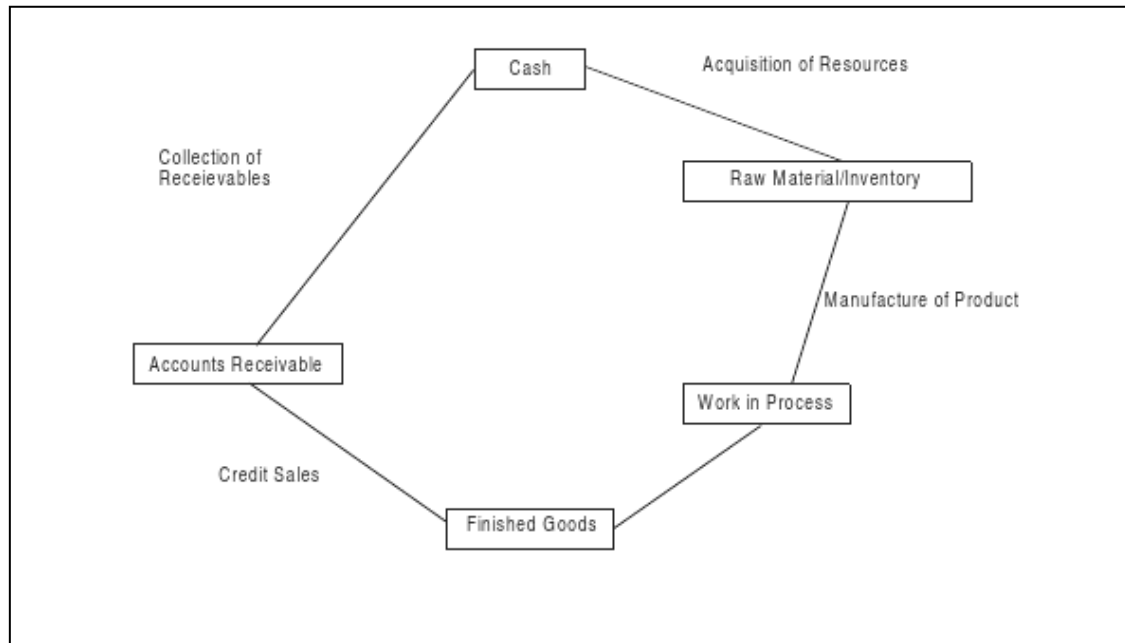 Cash
Acquisition of Resources
Collection of
Receievables
Raw Material/Inventory
Manufacture of Product
Accounts Receivable
Work in Process
Credit Sales
Finished Goods